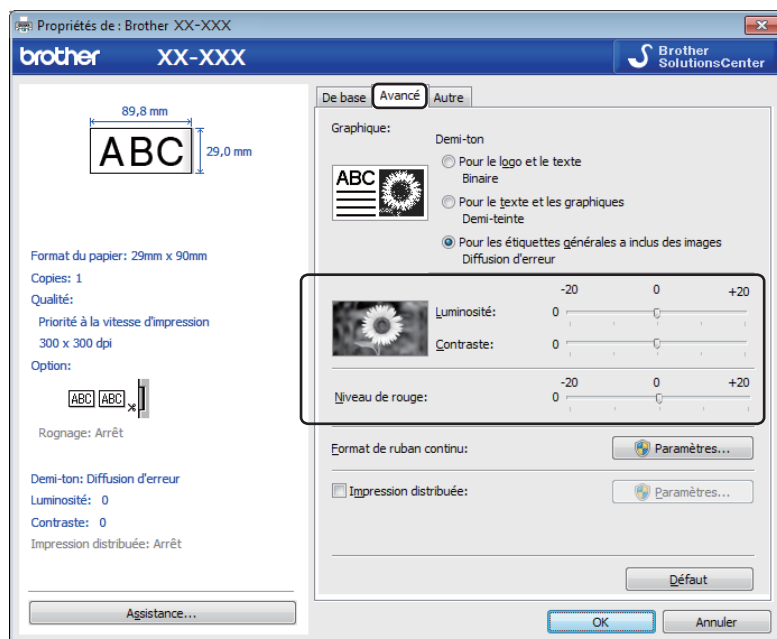 Propriétés de : Brother XX-XXX
brother XX-XXX
Brother
SolutionsCenter
89,8 mm
ABC
29,0 mm
Format du papier: 29mm x 90mm
Copies: 1
Qualité:
Priorité à la vitesse d'impression
300 x 300 dpi
Option:
ABC ABC
Rognage: Arrêt
Demi-ton: Diffusion d'erreur
Luminosité: 0
Contraste: 0
Impression distribuée: Arrêt
Assistance...
De base Avancé Autre
Graphique:
ABC
Demi-ton
Pour le logo et le texte
Binaire
Pour le texte et les graphiques
Demi-teinte
Pour les étiquettes générales a inclus des images
Diffusion d'erreur
-20 0 +20
Luminosité: 0
Contraste: 0
-20 0 +20
Niveau de rouge: 0
Format de ruban continu: Paramètres...
Impression distribuée: Paramètres...
Défaut
OK Annuler